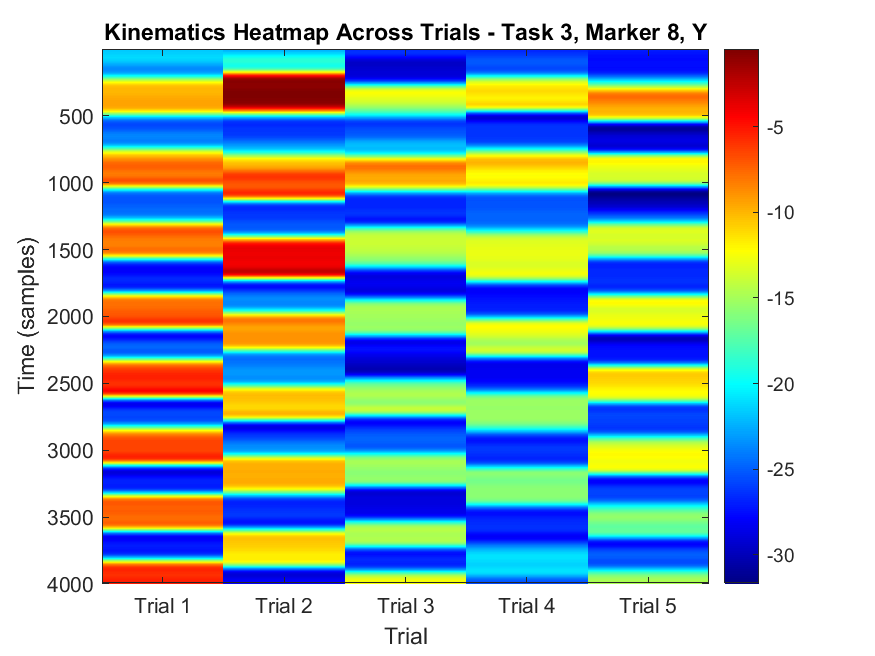 Kinematics Heatmap Across Trials - Task 3, Marker 8, Y
Time (samples)
500
1000
1500
2000
2500
3000
3500
4000
Trial 1
Trial 2
Trial 3
Trial 4
Trial 5
Trial
-5
-10
-15
-20
-25
-30